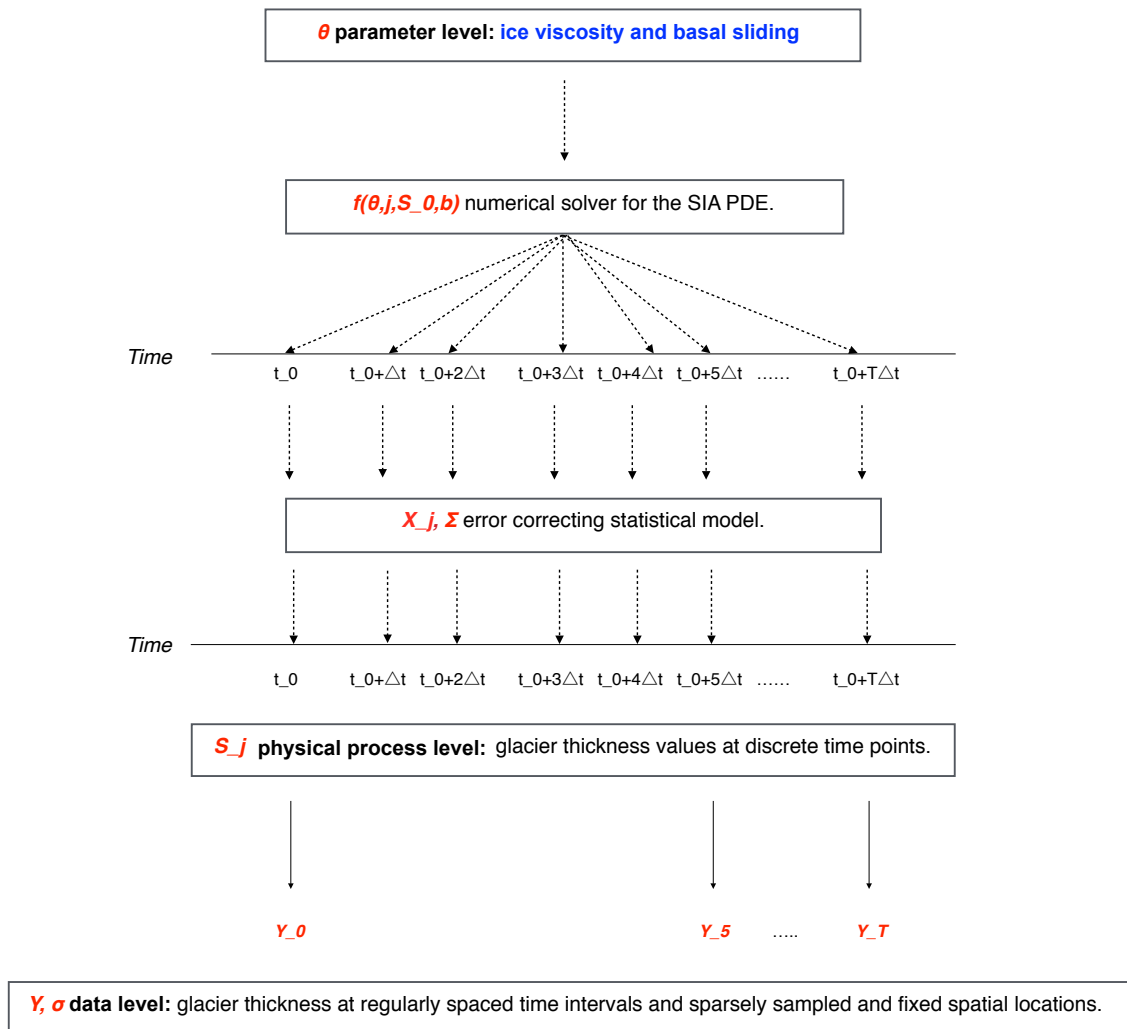 θ parameter level: ice viscosity and basal sliding
f(θ,j,S_0,b) numerical solver for the SIA PDE.
Time
t_0 t_0+△t t_0+2△t t_0+3△t t_0+4△t t_0+5△t ...... t_0+T△t
X_j, Σ error correcting statistical model.
Time
t_0 t_0+△t t_0+2△t t_0+3△t t_0+4△t t_0+5△t ...... t_0+T△t
S_j physical process level: glacier thickness values at discrete time points.
Y_0 Y_5 ..... Y_T
Y, σ data level: glacier thickness at regularly spaced time intervals and sparsely sampled and fixed spatial locations.